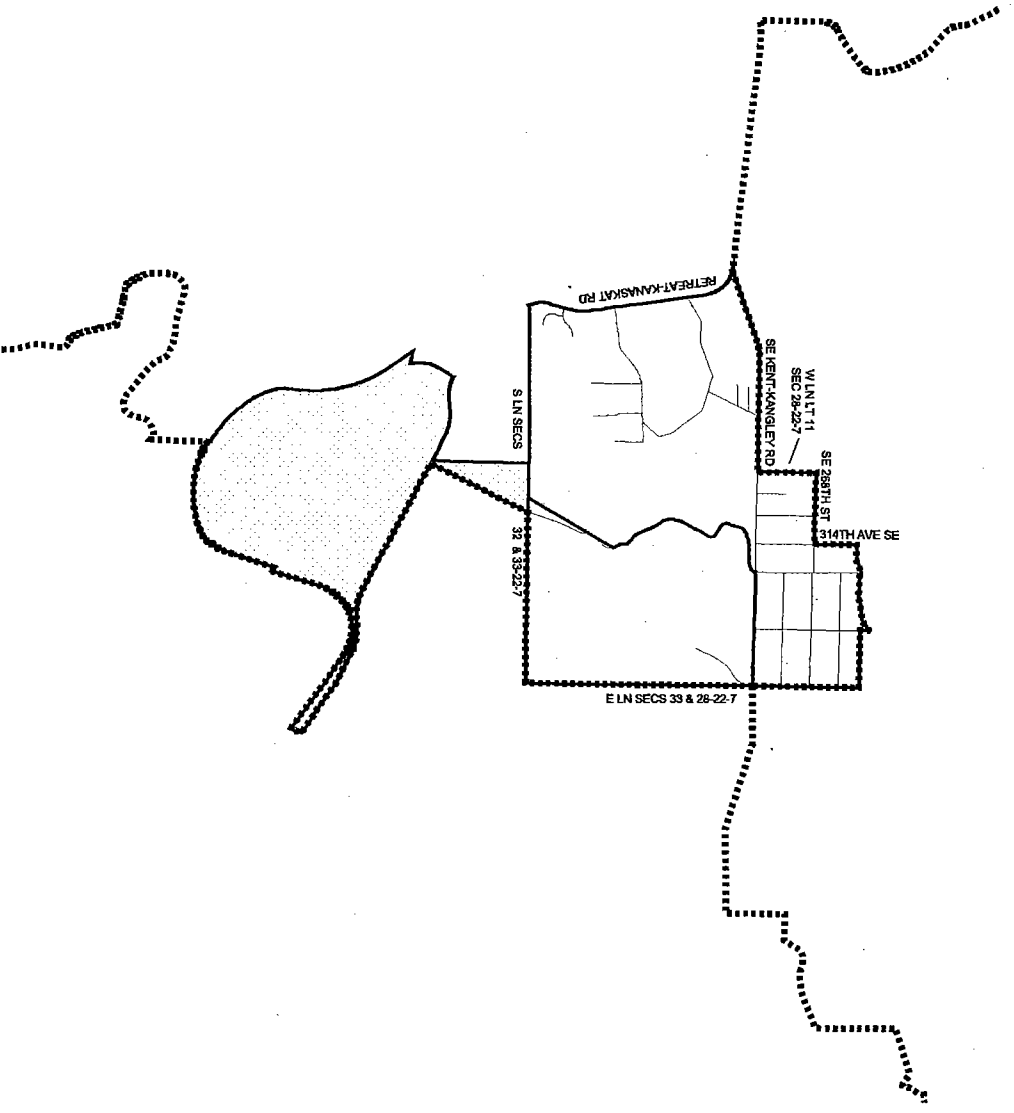 RETREAT-KANASKAT RD
SE KENT-KANGLEY RD
W LN LT 11
SEC 28-22-7
SE 268TH ST
314TH AVE SE
S LN SECS
32 & 33-22-7
E LN SECS 33 & 28-22-7